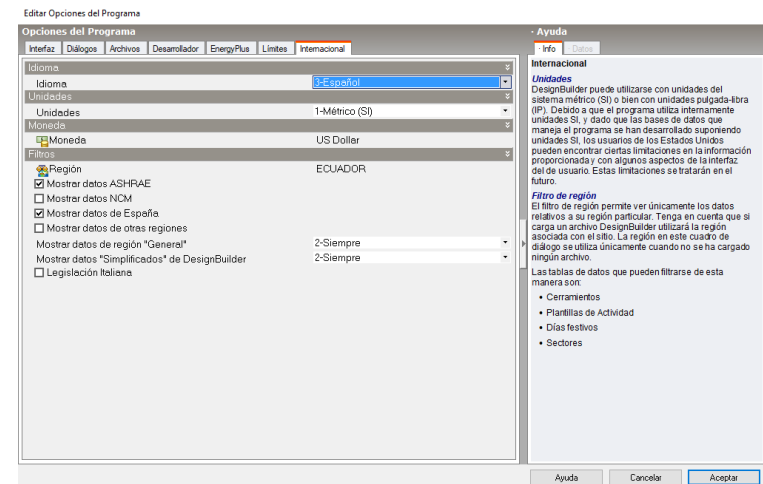 Editar Opciones del Programa
Opciones del Programa
Interfaz Diálogos Archivos Desarrollador EnergyPlus Límites Internacional
Idioma
Idioma 3-Español
Unidades
Unidades 1-Métrico (SI)
Moneda
Moneda US Dollar
Filtros
Región ECUADOR
Mostrar datos ASHRAE
Mostrar datos NCM
Mostrar datos de España
Mostrar datos de otras regiones
Mostrar datos de región "General" 2-Siempre
Mostrar datos "Simplificados" de DesignBuilder 2-Siempre
Legislación Italiana
Ayuda
Info Datos
Internacional
Unidades
DesignBuilder puede utilizarse con unidades del
sistema métrico (SI) o bien con unidades pulgada-libra
(IP). Debido a que el programa utiliza internamente
unidades SI, y dado que las bases de datos que
maneja el programa se han desarrollado suponiendo
unidades SI, los usuarios de los Estados Unidos
pueden encontrar ciertas limitaciones en la información
proporcionada y con algunos aspectos de la interfaz
del de usuario. Estas limitaciones se tratarán en el
futuro.
Filtro de región
El filtro de región permite ver únicamente los datos
relativos a su región particular. Tenga en cuenta que si
carga un archivo DesignBuilder utilizará la región
asociada con el sitio. La región en este cuadro de
diálogo se utiliza únicamente cuando no se ha cargado
ningún archivo.
Las tablas de datos que pueden filtrarse de esta
manera son:
• Cerramientos
• Plantillas de Actividad
• Días festivos
• Sectores
Ayuda Cancelar Aceptar